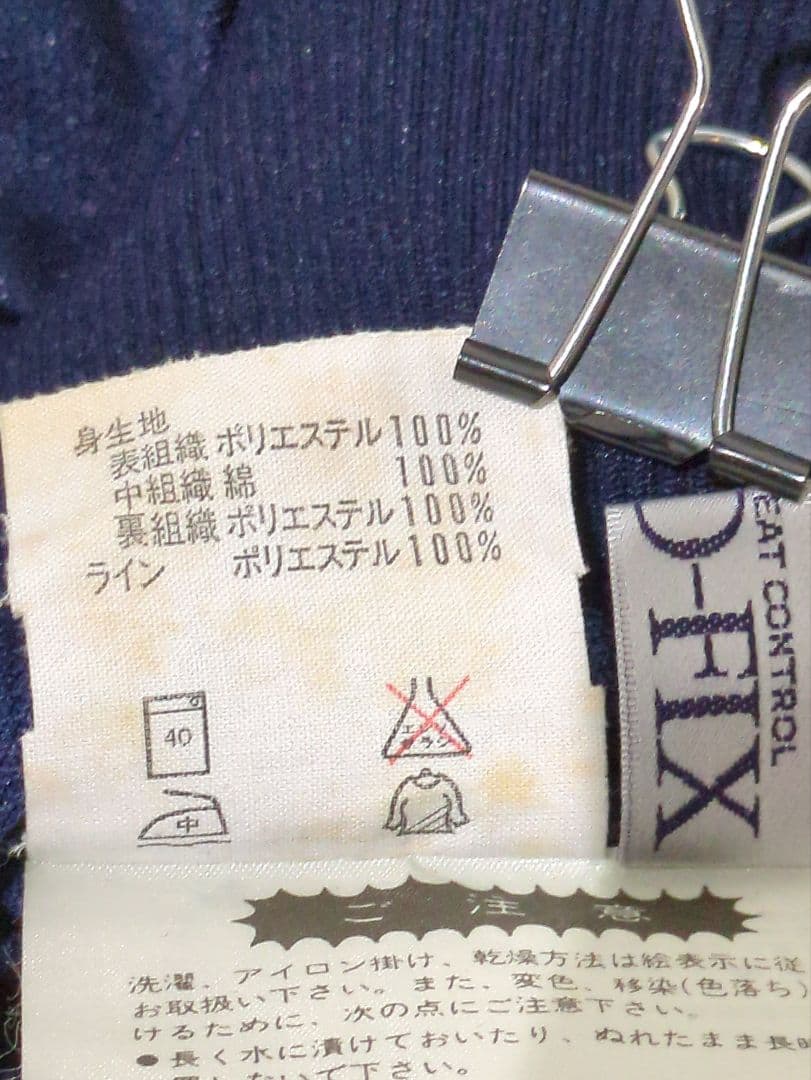 身生地
表組織 ポリエステル100%
中組織 綿 100%
裏組織 ポリエステル100%
ライン ポリエステル100%
40
エンソ
サラシ
中
EAT CONTROL
-FIX
ご注意
洗濯、アイロン掛け、乾燥方法は絵表示に従
お取扱い下さい。また、変色、移染(色落ち)
けるために、次の点にご注意下さい。
●長く水に漬けておいたり、ぬれたまま長時
いで下さい。